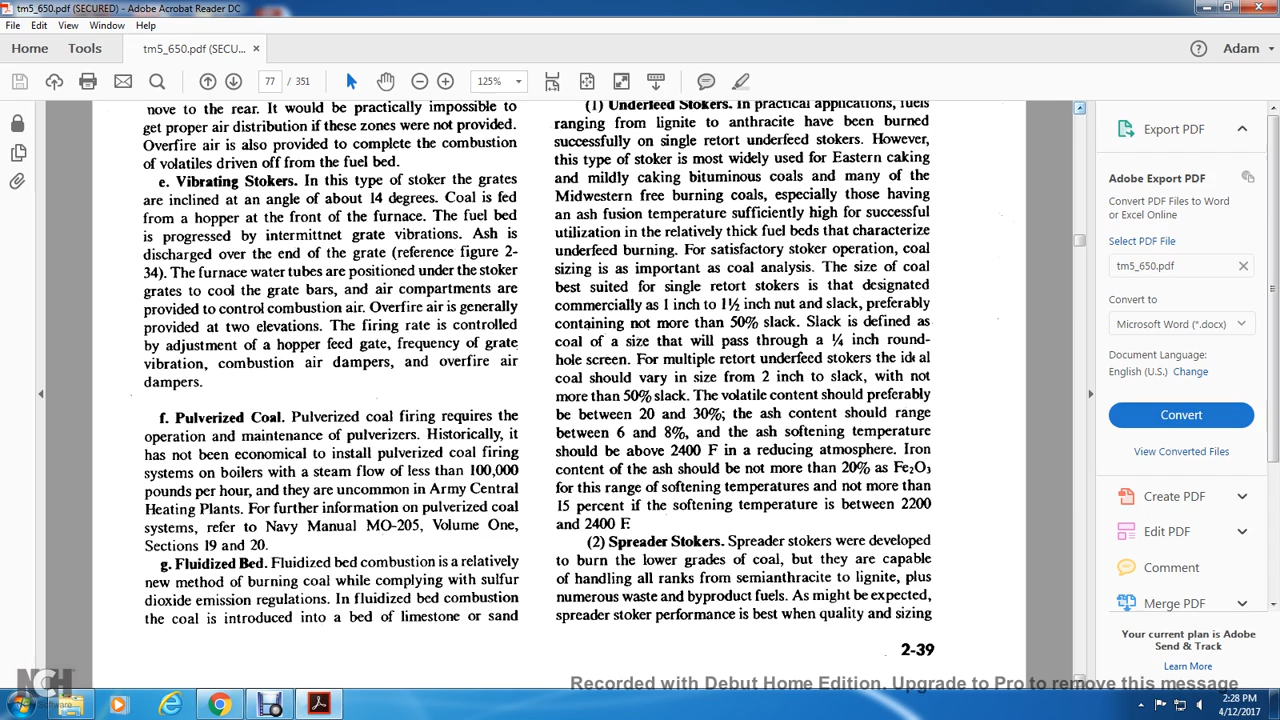 tm5_650.pdf (SECURED) - Adobe Acrobat Reader DC
File Edit View Window Help
Home Tools tm5_650.pdf (SECU... ×
Adam
77 / 351 125%
move to the rear. It would be practically impossible to
get proper air distribution if these zones were not provided.
Overfire air is also provided to complete the combustion
of volatiles driven off from the fuel bed.
e. Vibrating Stokers. In this type of stoker the grates
are inclined at an angle of about 14 degrees. Coal is fed
from a hopper at the front of the furnace. The fuel bed
is progressed by intermittnet grate vibrations. Ash is
discharged over the end of the grate (reference figure 2-
34). The furnace water tubes are positioned under the stoker
grates to cool the grate bars, and air compartments are
provided to control combustion air. Overfire air is generally
provided at two elevations. The firing rate is controlled
by adjustment of a hopper feed gate, frequency of grate
vibration, combustion air dampers, and overfire air
dampers.
f. Pulverized Coal. Pulverized coal firing requires the
operation and maintenance of pulverizers. Historically, it
has not been economical to install pulverized coal firing
systems on boilers with a steam flow of less than 100,000
pounds per hour, and they are uncommon in Army Central
Heating Plants. For further information on pulverized coal
systems, refer to Navy Manual MO-205, Volume One,
Sections 19 and 20.
g. Fluidized Bed. Fluidized bed combustion is a relatively
new method of burning coal while complying with sulfur
dioxide emission regulations. In fluidized bed combustion
the coal is introduced into a bed of limestone or sand
(1) Underfeed Stokers. In practical applications, fuels
ranging from lignite to anthracite have been burned
successfully on single retort underfeed stokers. However,
this type of stoker is most widely used for Eastern caking
and mildly caking bituminous coals and many of the
Midwestern free burning coals, especially those having
an ash fusion temperature sufficiently high for successful
utilization in the relatively thick fuel beds that characterize
underfeed burning. For satisfactory stoker operation, coal
sizing is as important as coal analysis. The size of coal
best suited for single retort stokers is that designated
commercially as 1 inch to 1½ inch nut and slack, preferably
containing not more than 50% slack. Slack is defined as
coal of a size that will pass through a ¼ inch round-
hole screen. For multiple retort underfeed stokers the ideal
coal should vary in size from 2 inch to slack, with not
more than 50% slack. The volatile content should preferably
be between 20 and 30%; the ash content should range
between 6 and 8%, and the ash softening temperature
should be above 2400 F in a reducing atmosphere. Iron
content of the ash should be not more than 20% as Fe₂O₃
for this range of softening temperatures and not more than
15 percent if the softening temperature is between 2200
and 2400 F.
(2) Spreader Stokers. Spreader stokers were developed
to burn the lower grades of coal, but they are capable
of handling all ranks from semianthracite to lignite, plus
numerous waste and byproduct fuels. As might be expected,
spreader stoker performance is best when quality and sizing
2-39
Export PDF
Adobe Export PDF
Convert PDF Files to Word
or Excel Online
Select PDF File
tm5_650.pdf
Convert to
Microsoft Word (*.docx)
Document Language:
English (U.S.) Change
Convert
View Converted Files
Create PDF
Edit PDF
Comment
Merge PDF
Your current plan is Adobe
Send & Track
Learn More
NCH
Software
Recorded with Debut Home Edition. Upgrade to Pro to remove this message
2:28 PM
4/12/2017